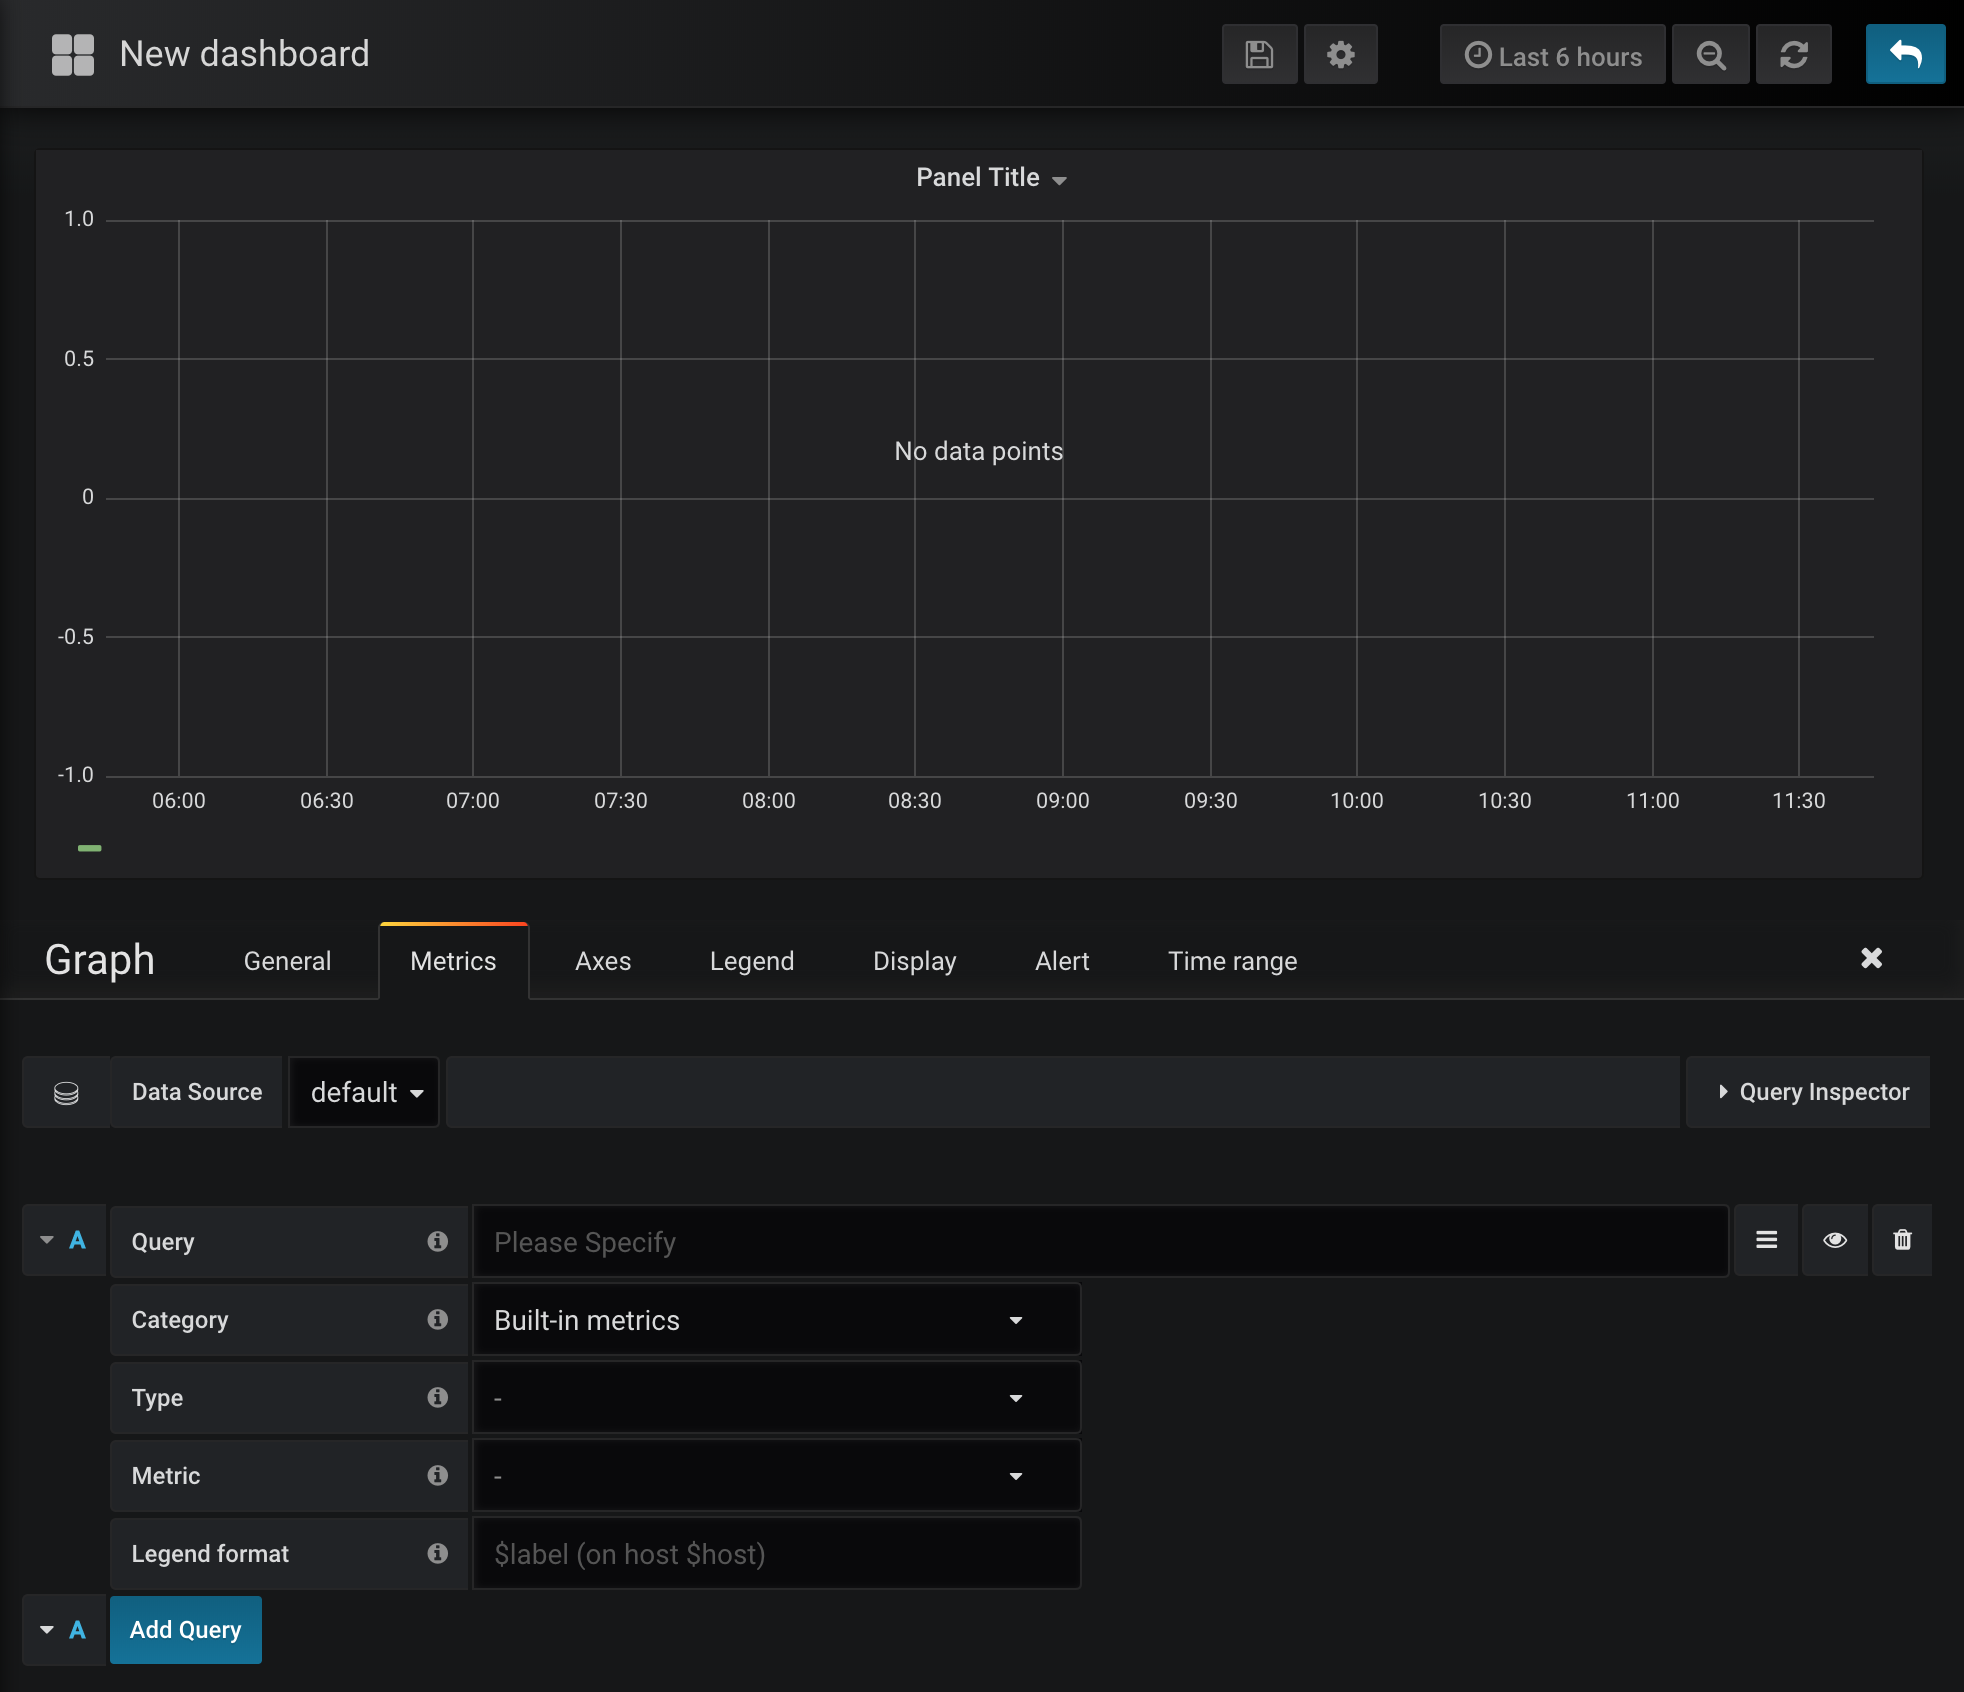 New dashboard
Last 6 hours
Panel Title
1.0
0.5
No data points
0
-0.5
-1.0
06:00 06:30 07:00 07:30 08:00 08:30 09:00 09:30 10:00 10:30 11:00 11:30
Graph General Metrics Axes Legend Display Alert Time range
Data Source default Query Inspector
A Query Please Specify
Category Built-in metrics
Type -
Metric -
Legend format $label (on host $host)
A Add Query